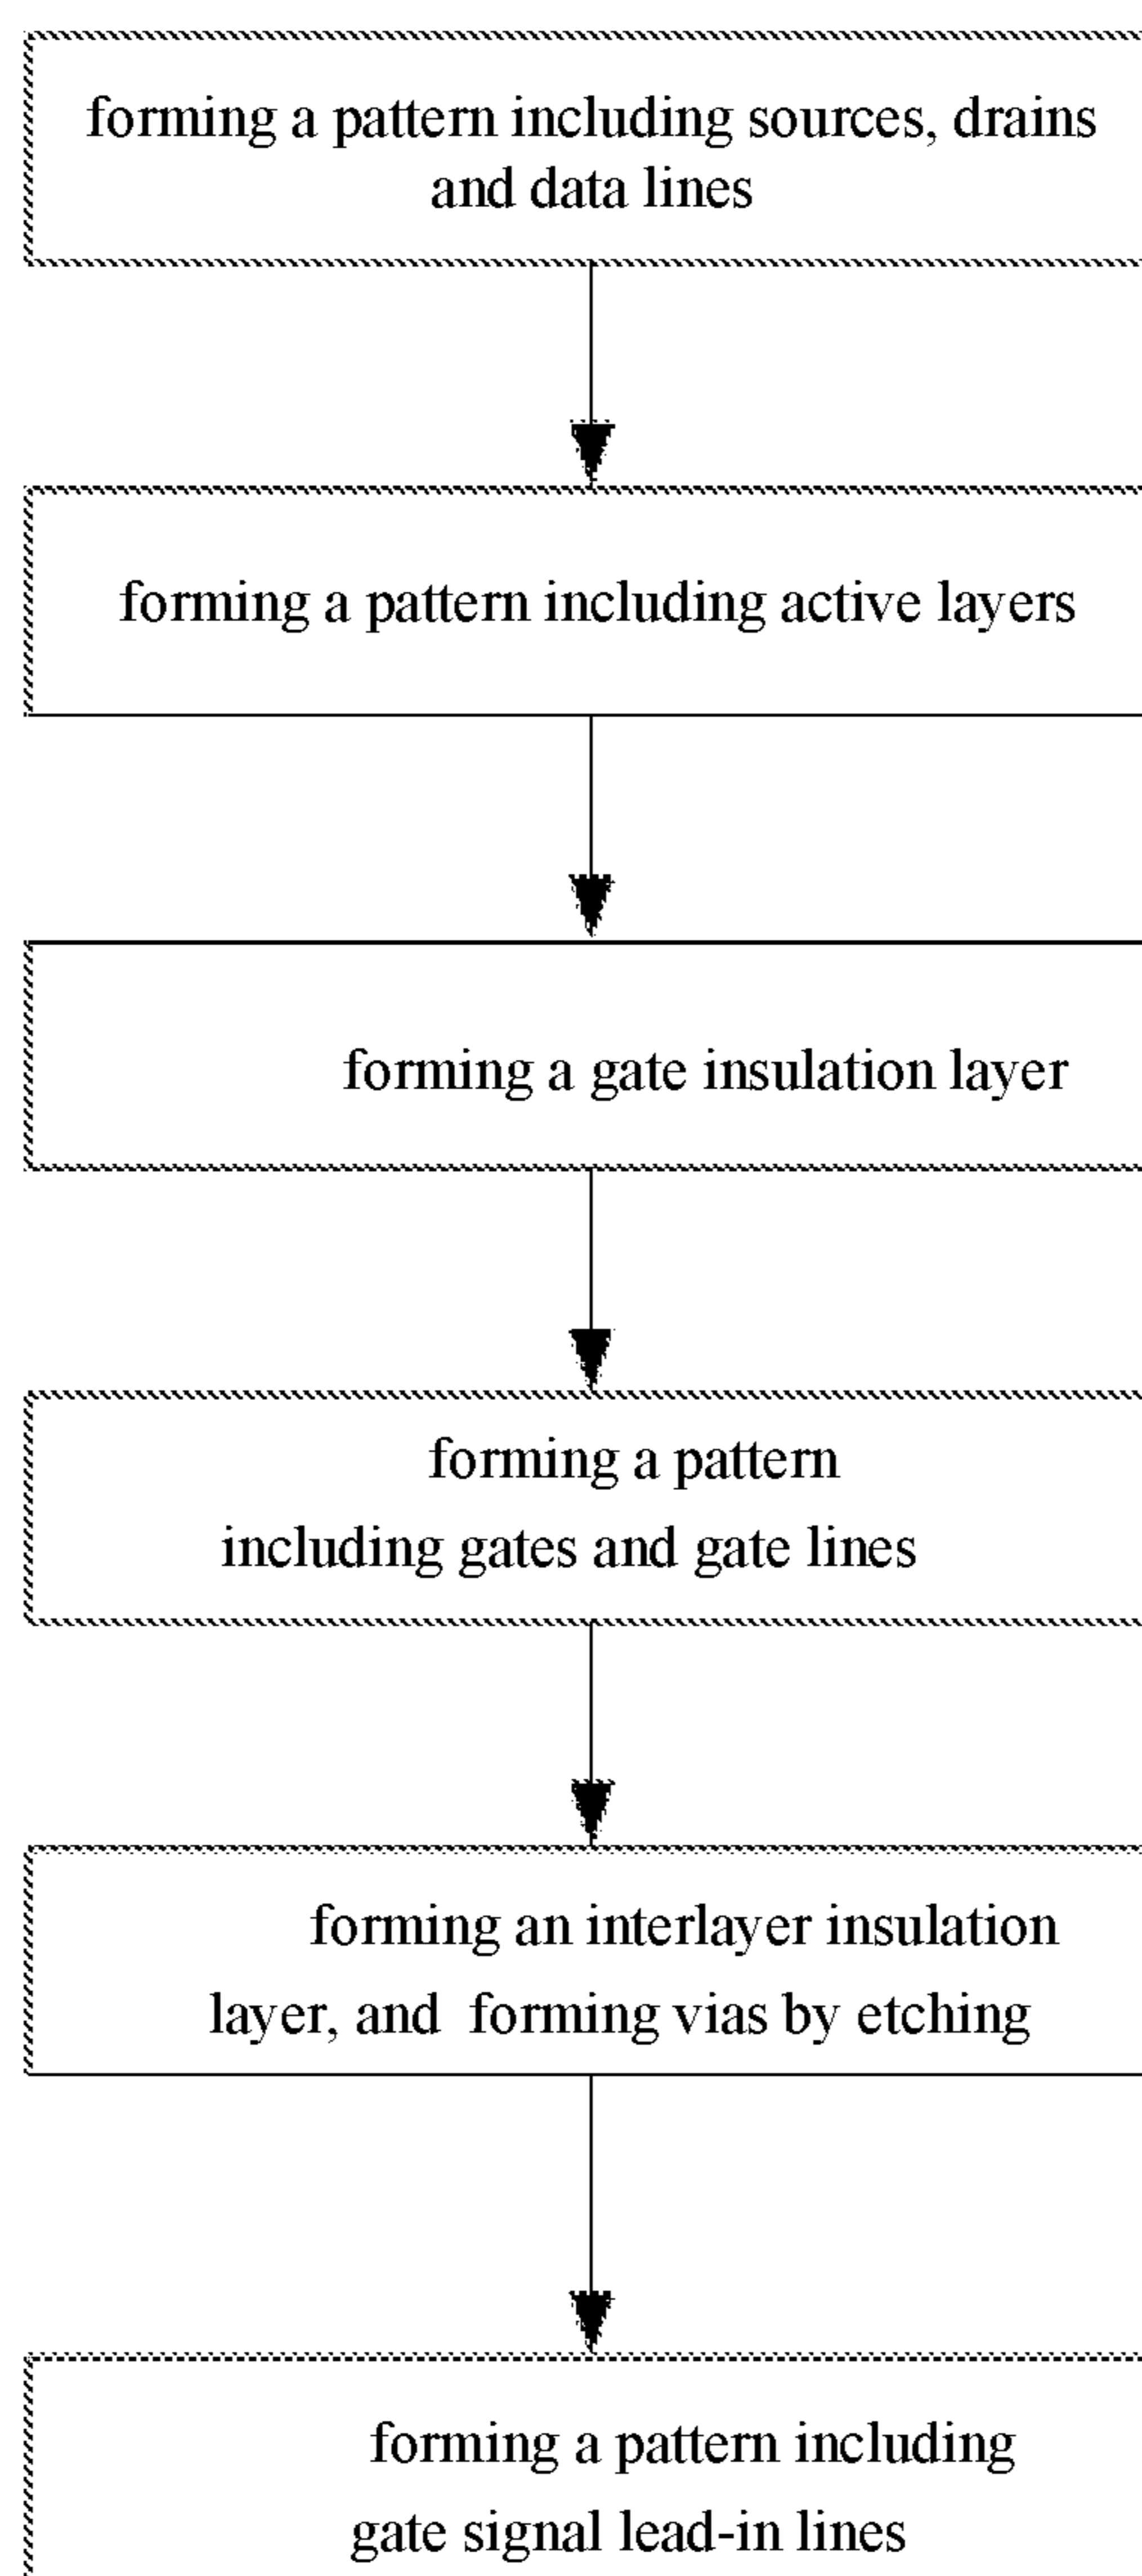 forming a pattern including sources, drains
and data lines
forming a pattern including active layers
forming a gate insulation layer
forming a pattern
including gates and gate lines
forming an interlayer insulation
layer, and forming vias by etching
forming a pattern including
gate signal lead-in lines